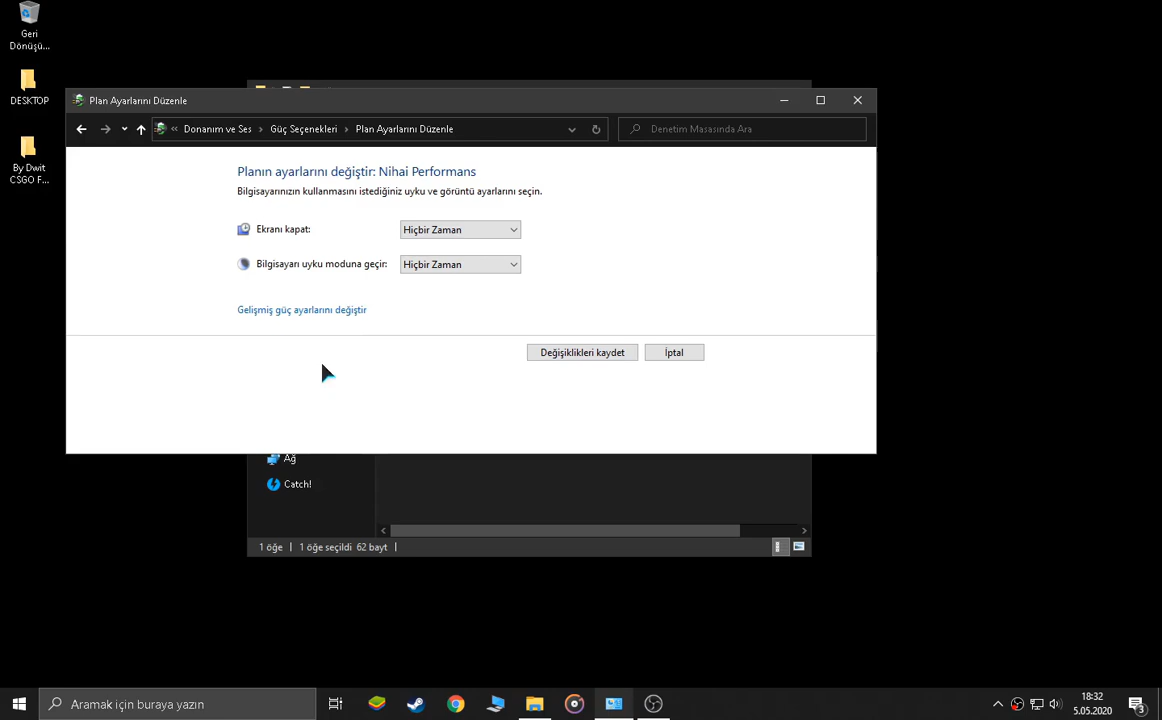 Geri
Dönüşü...
DESKTOP
By Dwit
CSGO F...
Plan Ayarlarını Düzenle
« Donanım ve Ses > Güç Seçenekleri > Plan Ayarlarını Düzenle
Denetim Masasında Ara
Planın ayarlarını değiştir: Nihai Performans
Bilgisayarınızın kullanmasını istediğiniz uyku ve görüntü ayarlarını seçin.
Ekranı kapat: Hiçbir Zaman
Bilgisayarı uyku moduna geçir: Hiçbir Zaman
Gelişmiş güç ayarlarını değiştir
Değişiklikleri kaydet İptal
Ağ
Catch!
1 öğe | 1 öğe seçildi 62 bayt |
Aramak için buraya yazın
18:32
5.05.2020
3